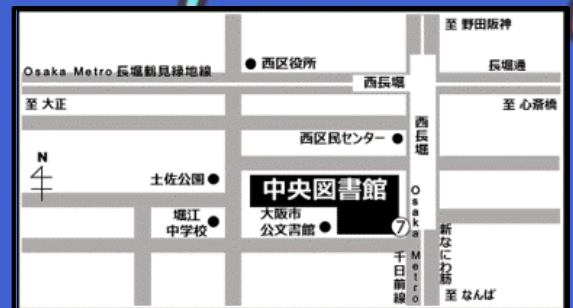 至 野田阪神
西区役所
Osaka Metro 長堀鶴見緑地線
長堀通
西長堀
至 大正
至 心斎橋
西長堀
西区民センター
N
土佐公園
中央図書館
堀江
中学校
大阪市
公文書館
⑦
Osaka Metro
千日前線
新なにわ筋
至 なんば